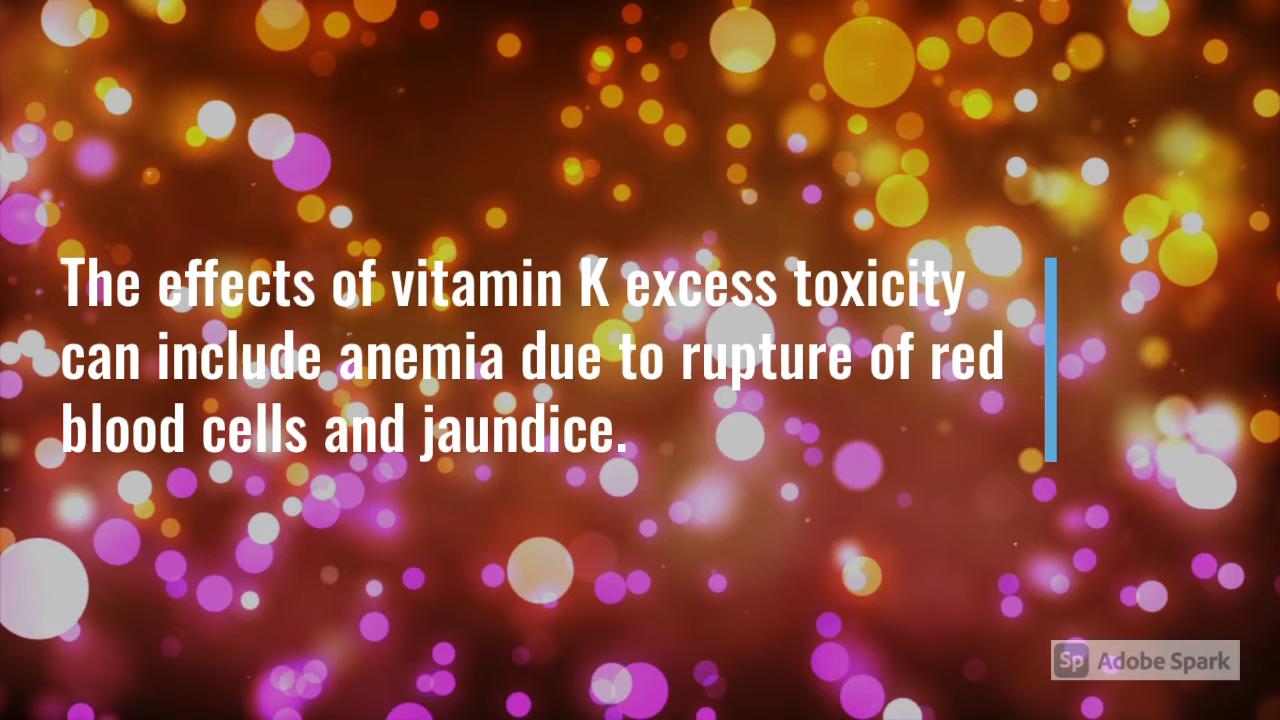 The effects of vitamin K excess toxicity
can include anemia due to rupture of red
blood cells and jaundice.
Sp Adobe Spark